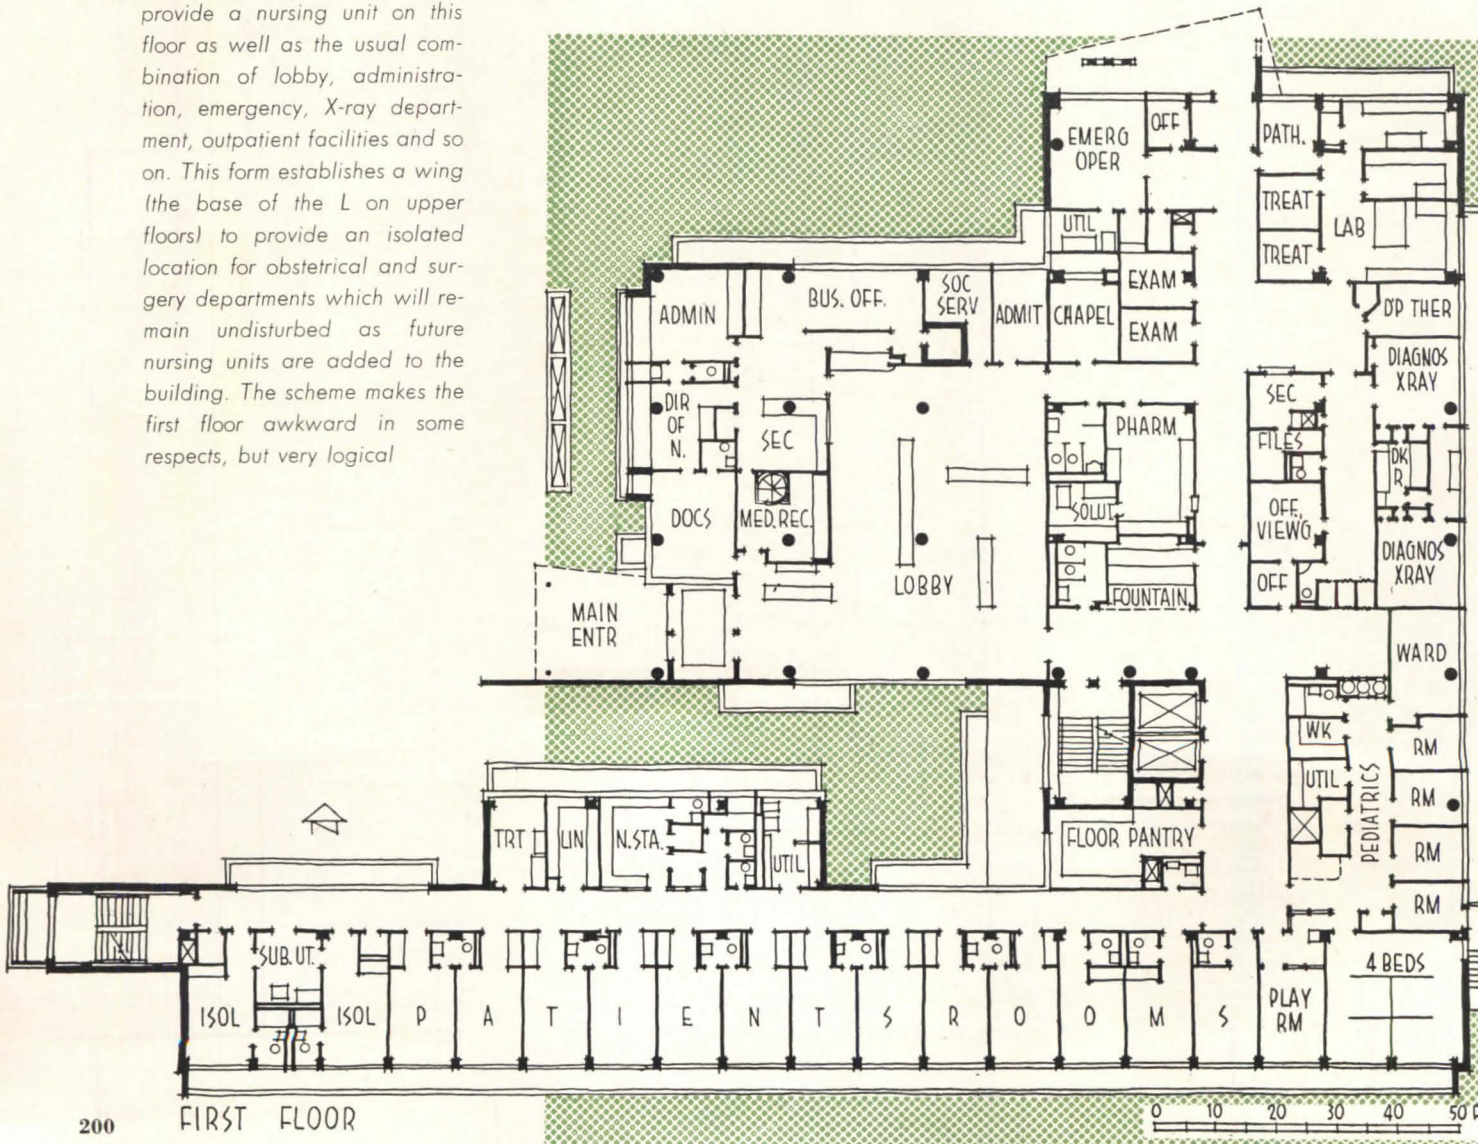 provide a nursing unit on this
floor as well as the usual com-
bination of lobby, administra-
tion, emergency, X-ray depart-
ment, outpatient facilities and so
on. This form establishes a wing
(the base of the L on upper
floors) to provide an isolated
location for obstetrical and sur-
gery departments which will re-
main undisturbed as future
nursing units are added to the
building. The scheme makes the
first floor awkward in some
respects, but very logical
EMERG
OPER
OFF
PATH.
TREAT
TREAT
LAB
UTIL
EXAM
EXAM
ADMIN
BUS. OFF.
SOC
SERV
ADMIT
CHAPEL
D'P THER
DIAGNOS
XRAY
DIR
OF
N.
SEC
PHARM
SEC
FILES
DK
R
DOCS
MED. REC.
SOLUT
OFF.
VIEWG
DIAGNOS
XRAY
OFF
LOBBY
FOUNTAIN
MAIN
ENTR
WARD
WK
RM
UTIL
PEDIATRICS
RM
RM
RM
TRT
LIN
N.STA.
UTIL
FLOOR PANTRY
SUB. UT.
4 BEDS
ISOL
ISOL
P A T I E N T S R O O M S
PLAY
RM
200
FIRST FLOOR
0 10 20 30 40 50